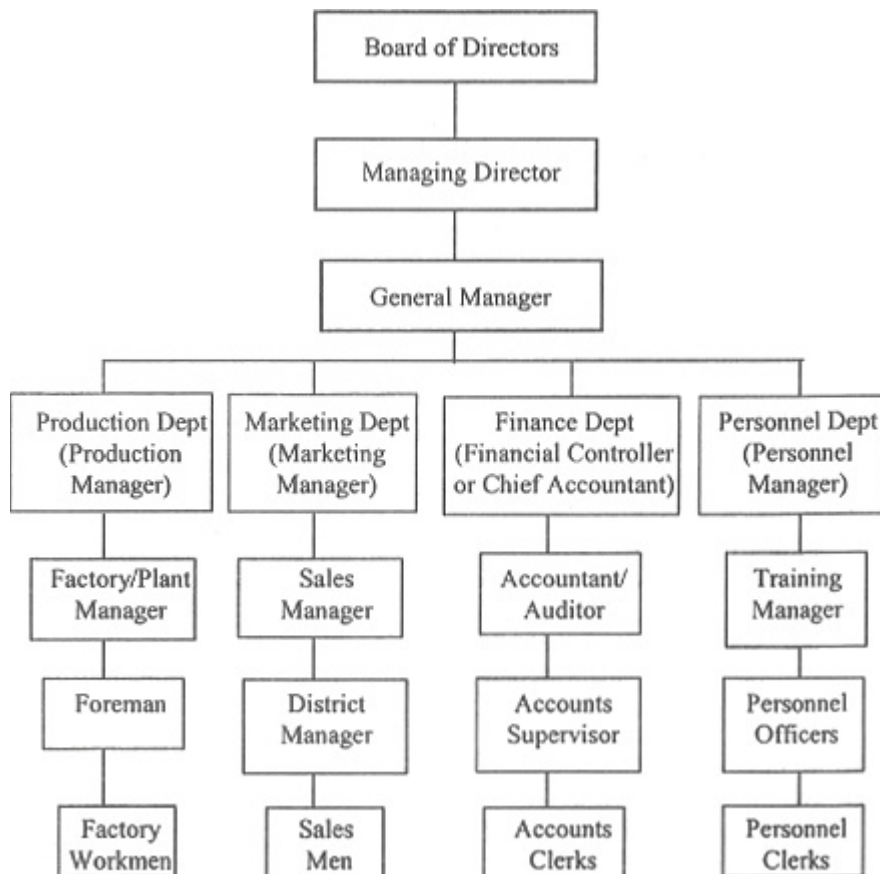 Board of Directors
Managing Director
General Manager
Production Dept
(Production
Manager)
Marketing Dept
(Marketing
Manager)
Finance Dept
(Financial Controller
or Chief Accountant)
Personnel Dept
(Personnel
Manager)
Factory/Plant
Manager
Sales
Manager
Accountant/
Auditor
Training
Manager
Foreman
District
Manager
Accounts
Supervisor
Personnel
Officers
Factory
Workmen
Sales
Men
Accounts
Clerks
Personnel
Clerks